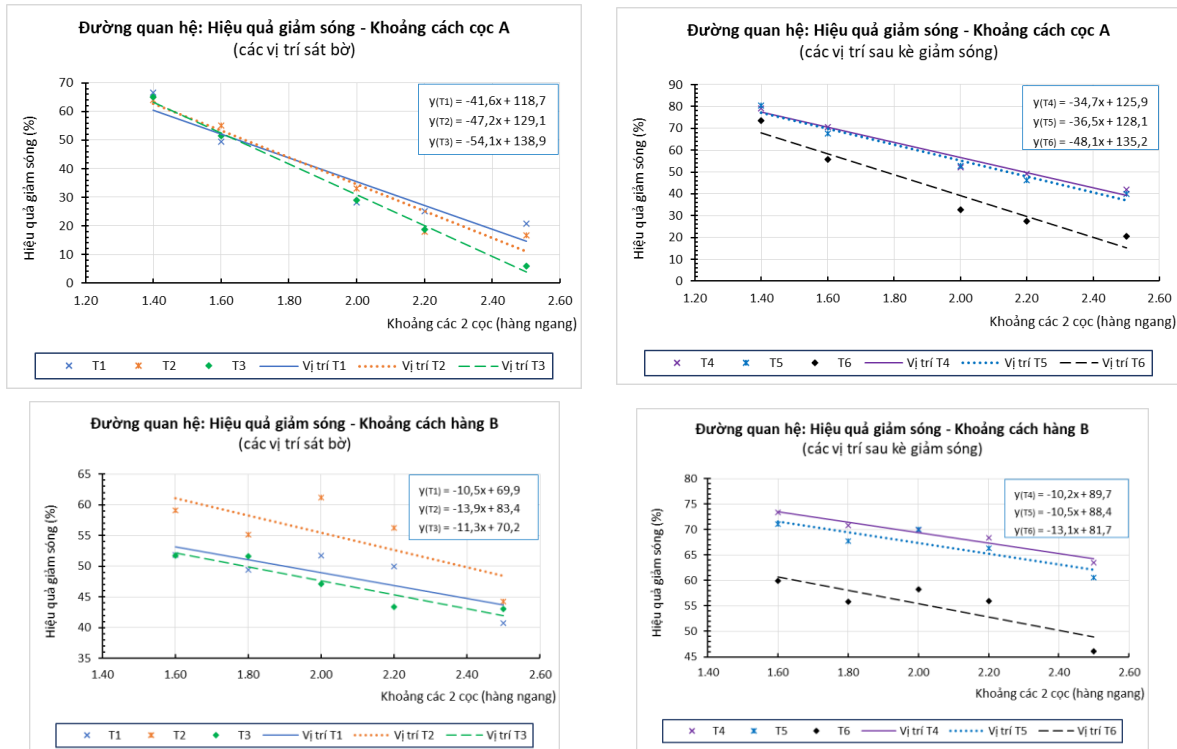 Đường quan hệ: Hiệu quả giảm sóng - Khoảng cách cọc A
(các vị trí sát bờ)
Hiệu quả giảm sóng (%)
70
60
50
40
30
20
10
0
y(T1) = -41,6x + 118,7
y(T2) = -47,2x + 129,1
y(T3) = -54,1x + 138,9
1.20 1.40 1.60 1.80 2.00 2.20 2.40 2.60
Khoảng các 2 cọc (hàng ngang)
T1 T2 T3 Vị trí T1 Vị trí T2 Vị trí T3
Đường quan hệ: Hiệu quả giảm sóng - Khoảng cách cọc A
(các vị trí sau kè giảm sóng)
Hiệu quả giảm sóng (%)
90
80
70
60
50
40
30
20
10
0
y(T4) = -34,7x + 125,9
y(T5) = -36,5x + 128,1
y(T6) = -48,1x + 135,2
1.20 1.40 1.60 1.80 2.00 2.20 2.40 2.60
Khoảng các 2 cọc (hàng ngang)
T4 T5 T6 Vị trí T4 Vị trí T5 Vị trí T6
Đường quan hệ: Hiệu quả giảm sóng - Khoảng cách hàng B
(các vị trí sát bờ)
Hiệu quả giảm sóng (%)
65
60
55
50
45
40
35
y(T1) = -10,5x + 69,9
y(T2) = -13,9x + 83,4
y(T3) = -11,3x + 70,2
1.40 1.60 1.80 2.00 2.20 2.40 2.60
Khoảng các 2 cọc (hàng ngang)
T1 T2 T3 Vị trí T1 Vị trí T2 Vị trí T3
Đường quan hệ: Hiệu quả giảm sóng - Khoảng cách hàng B
(các vị trí sau kè giảm sóng)
Hiệu quả giảm sóng (%)
80
75
70
65
60
55
50
45
y(T4) = -10,2x + 89,7
y(T5) = -10,5x + 88,4
y(T6) = -13,1x + 81,7
1.40 1.60 1.80 2.00 2.20 2.40 2.60
Khoảng các 2 cọc (hàng ngang)
T4 T5 T6 Vị trí T4 Vị trí T5 Vị trí T6